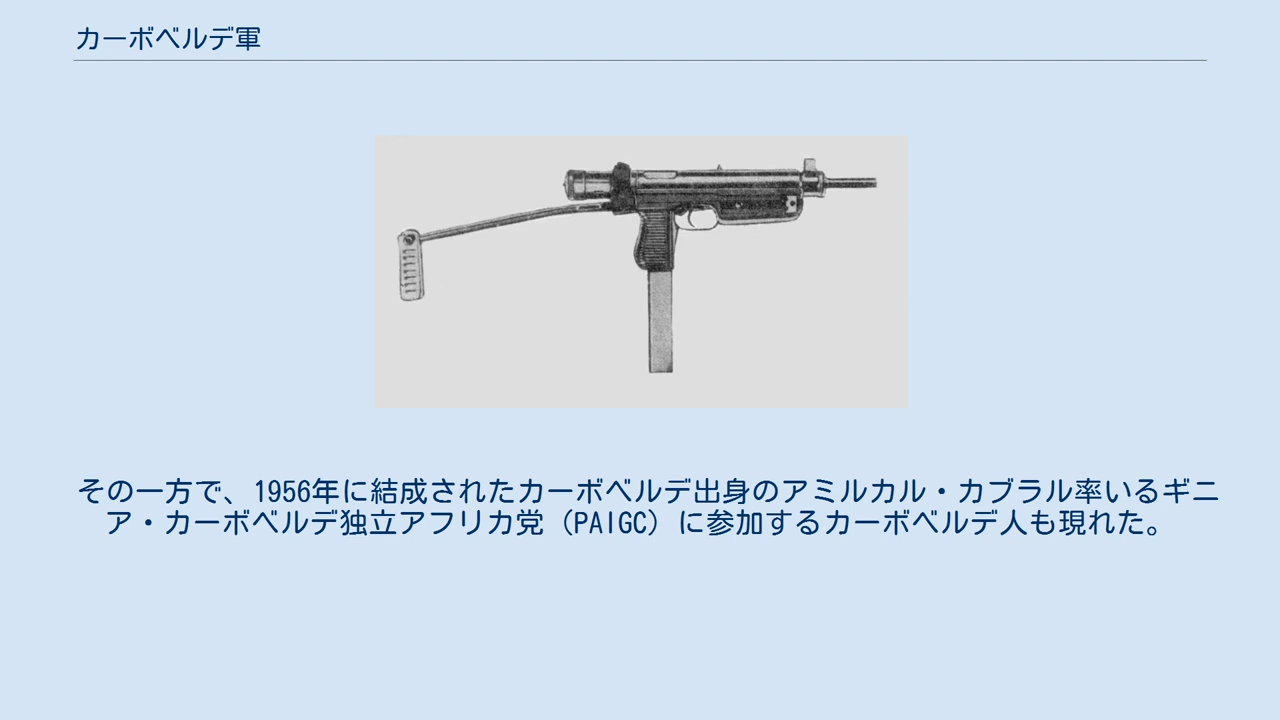 カーボベルデ軍
その一方で、1956年に結成されたカーボベルデ出身のアミルカル・カブラル率いるギニ
ア・カーボベルデ独立アフリカ党（PAIGC）に参加するカーボベルデ人も現れた。